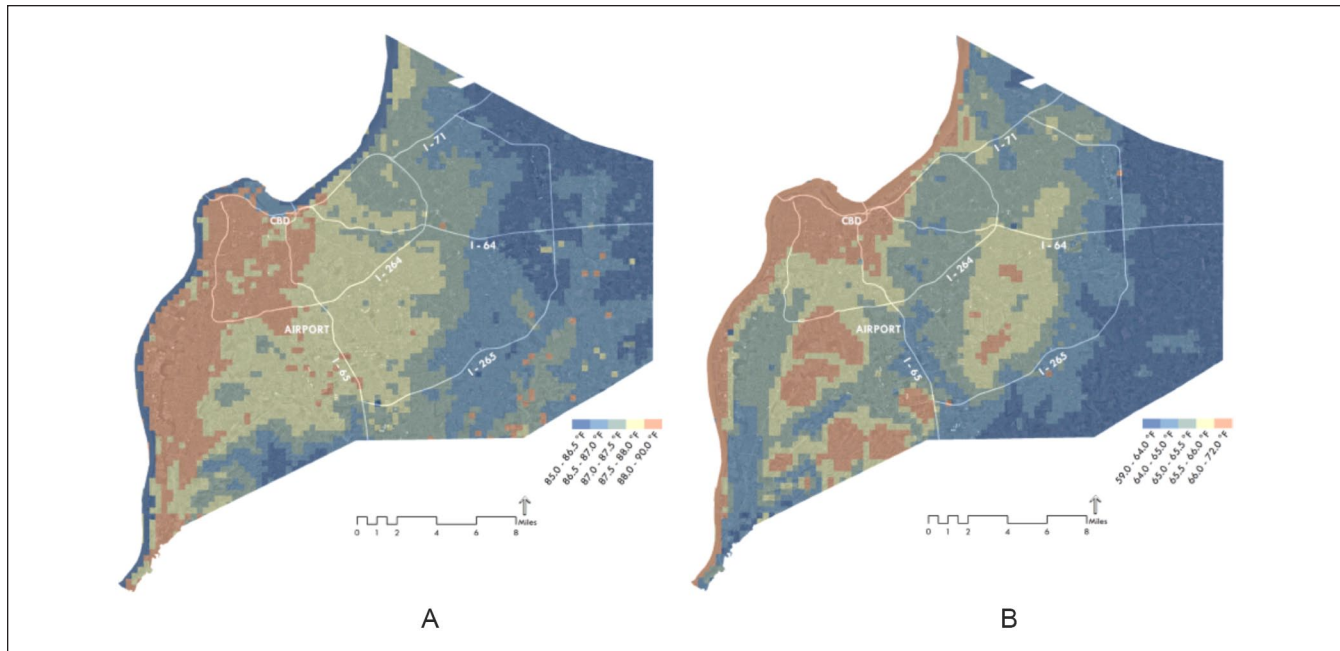 I - 71
CBD
I - 64
I - 264
AIRPORT
I - 65
I - 265
85.0 - 86.5 °F
86.5 - 87.0 °F
87.0 - 87.5 °F
87.5 - 88.0 °F
88.0 - 90.0 °F
Miles
0 1 2 4 6 8
A
I - 71
CBD
I - 64
I - 264
AIRPORT
I - 65
I - 265
59.0 - 64.0 °F
64.0 - 65.0 °F
65.0 - 65.5 °F
65.5 - 66.0 °F
66.0 - 72.0 °F
Miles
0 1 2 4 6 8
B